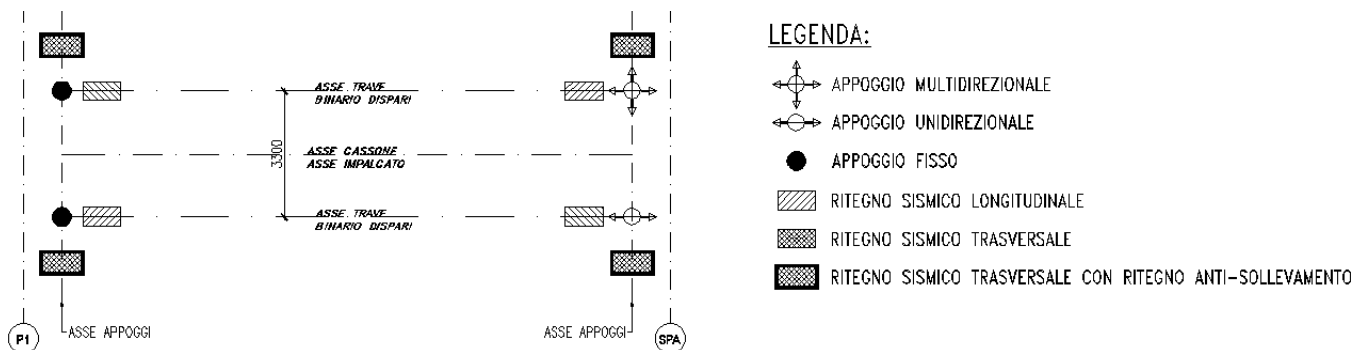 LEGENDA:
APPOGGIO MULTIDIREZIONALE
APPOGGIO UNIDIREZIONALE
APPOGGIO FISSO
RITEGNO SISMICO LONGITUDINALE
RITEGNO SISMICO TRASVERSALE
RITEGNO SISMICO TRASVERSALE CON RITEGNO ANTI-SOLLEVAMENTO
ASSE TRAVE
BINARIO DISPARI
3300
ASSE CASSONE
ASSE IMPALCATO
ASSE TRAVE
BINARIO DISPARI
P1
ASSE APPOGGI
ASSE APPOGGI
SPA